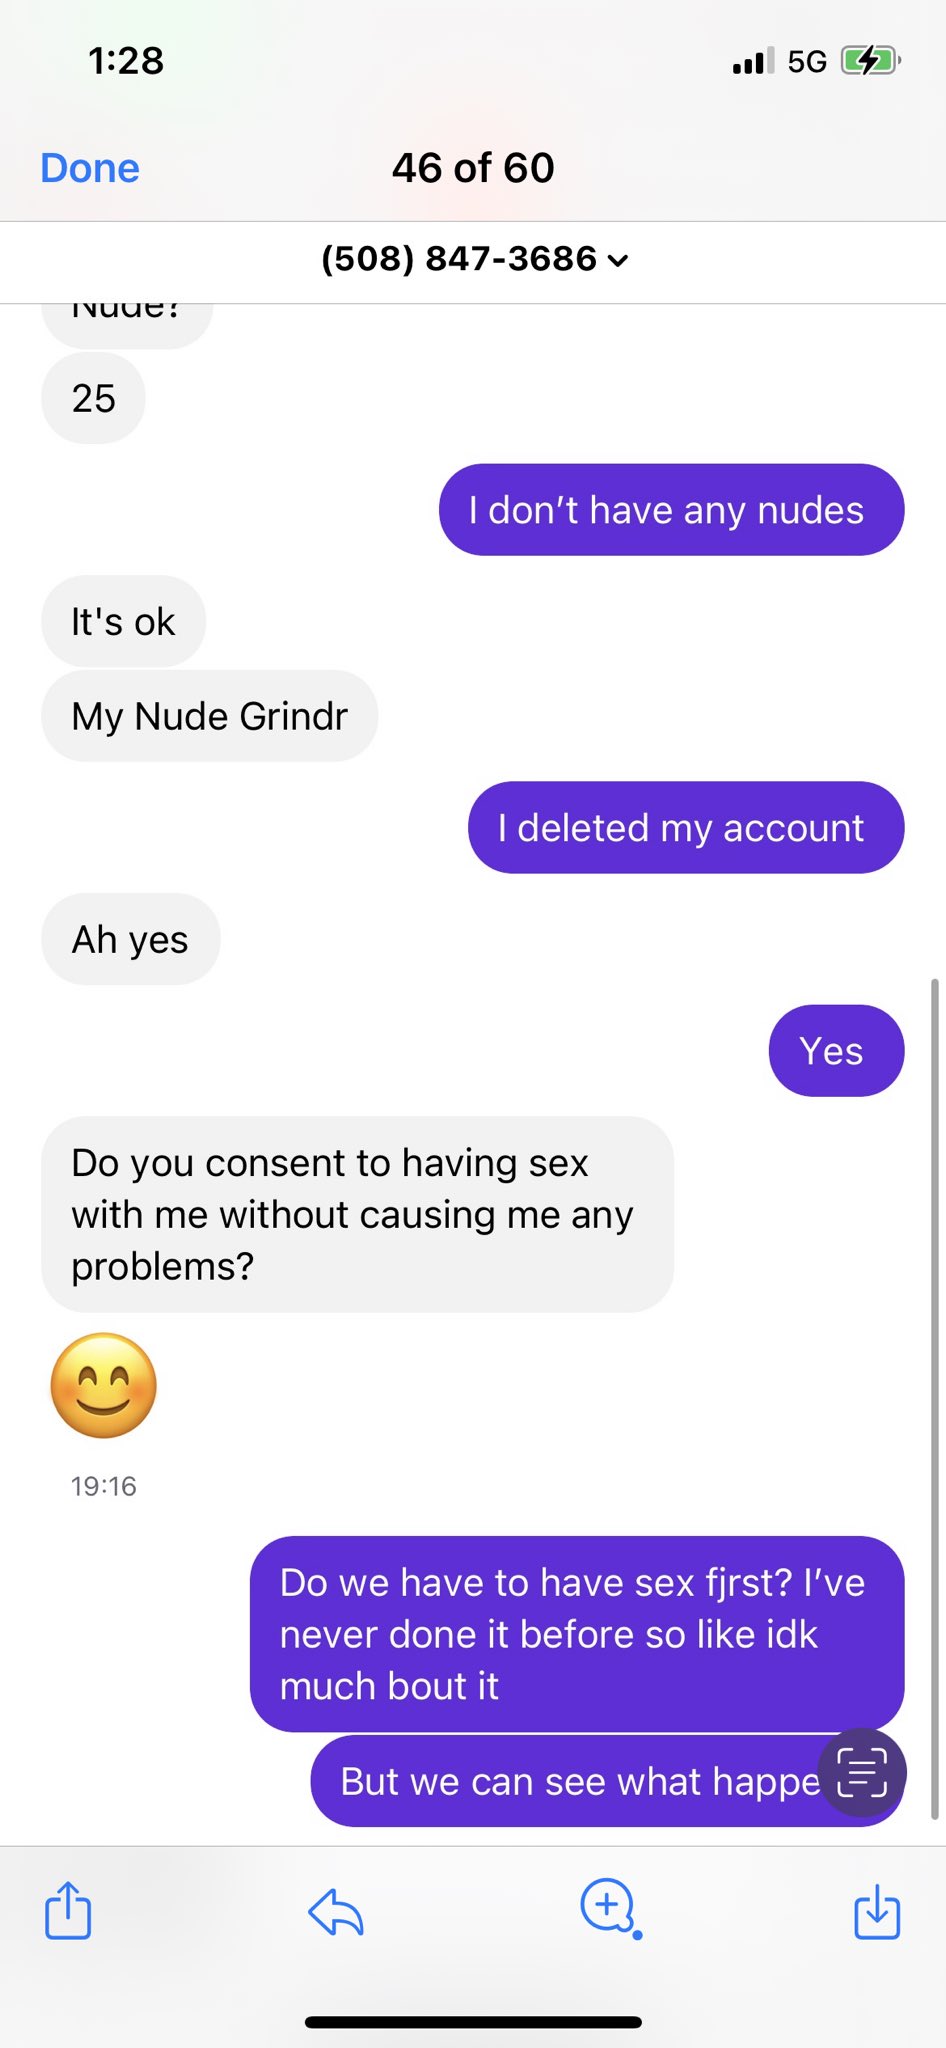 1:28
5G
Done
46 of 60
(508) 847-3686
Nude?
25
I don't have any nudes
It's ok
My Nude Grindr
I deleted my account
Ah yes
Yes
Do you consent to having sex
with me without causing me any
problems?
19:16
Do we have to have sex fjrst? I've
never done it before so like idk
much bout it
But we can see what happe